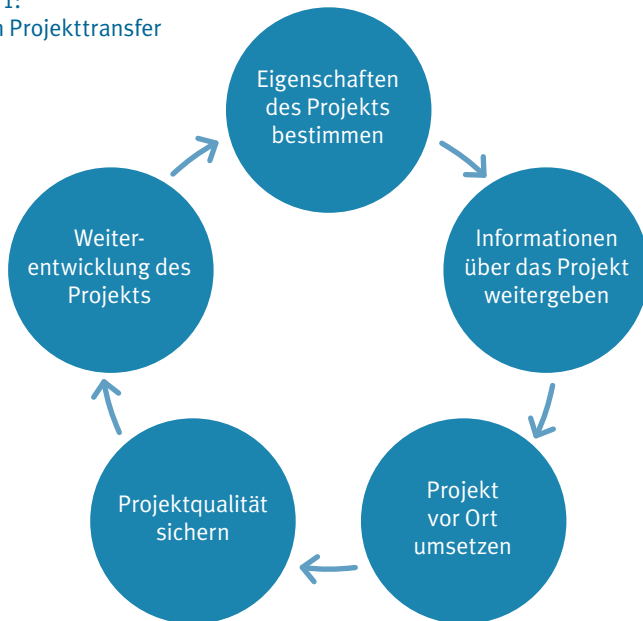 1:
Projekttransfer
Eigenschaften
des Projekts
bestimmen
Informationen
über das Projekt
weitergeben
Projekt
vor Ort
umsetzen
Projektqualität
sichern
Weiter-
entwicklung des
Projekts